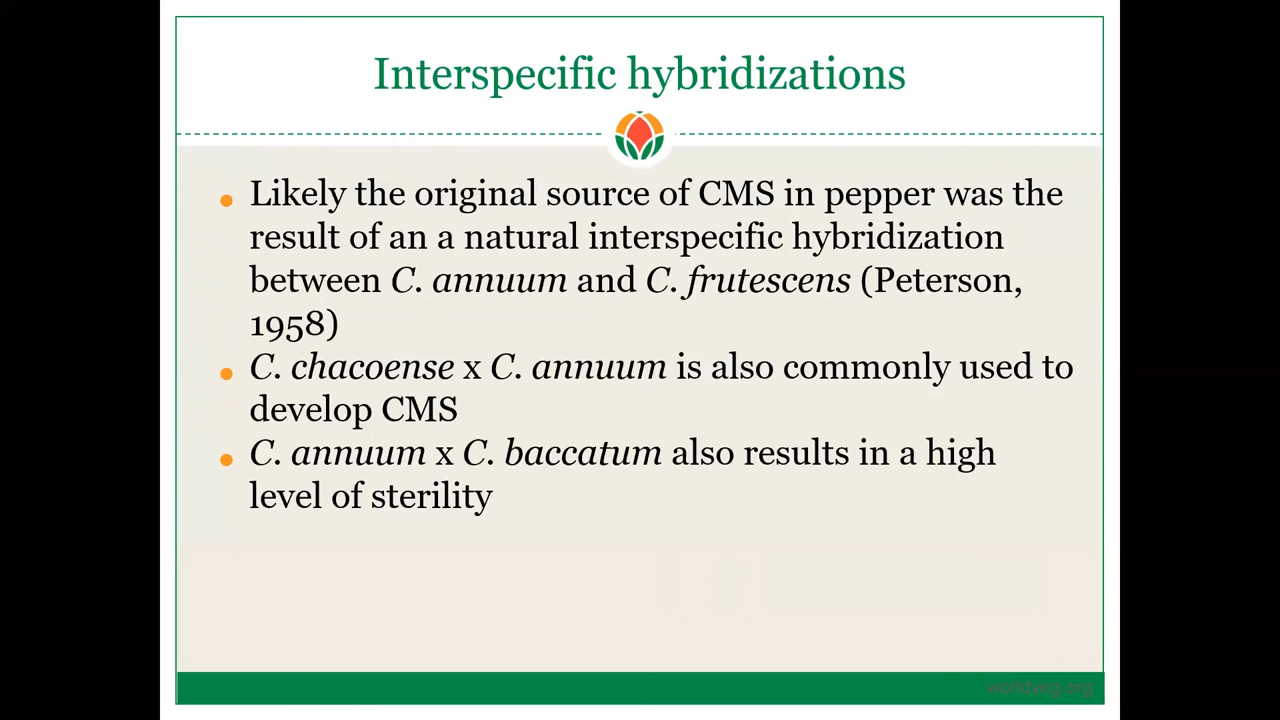 Interspecific hybridizations
Likely the original source of CMS in pepper was the
result of an a natural interspecific hybridization
between C. annuum and C. frutescens (Peterson,
1958)
C. chacoense x C. annuum is also commonly used to
develop CMS
C. annuum x C. baccatum also results in a high
level of sterility
worldveg.org